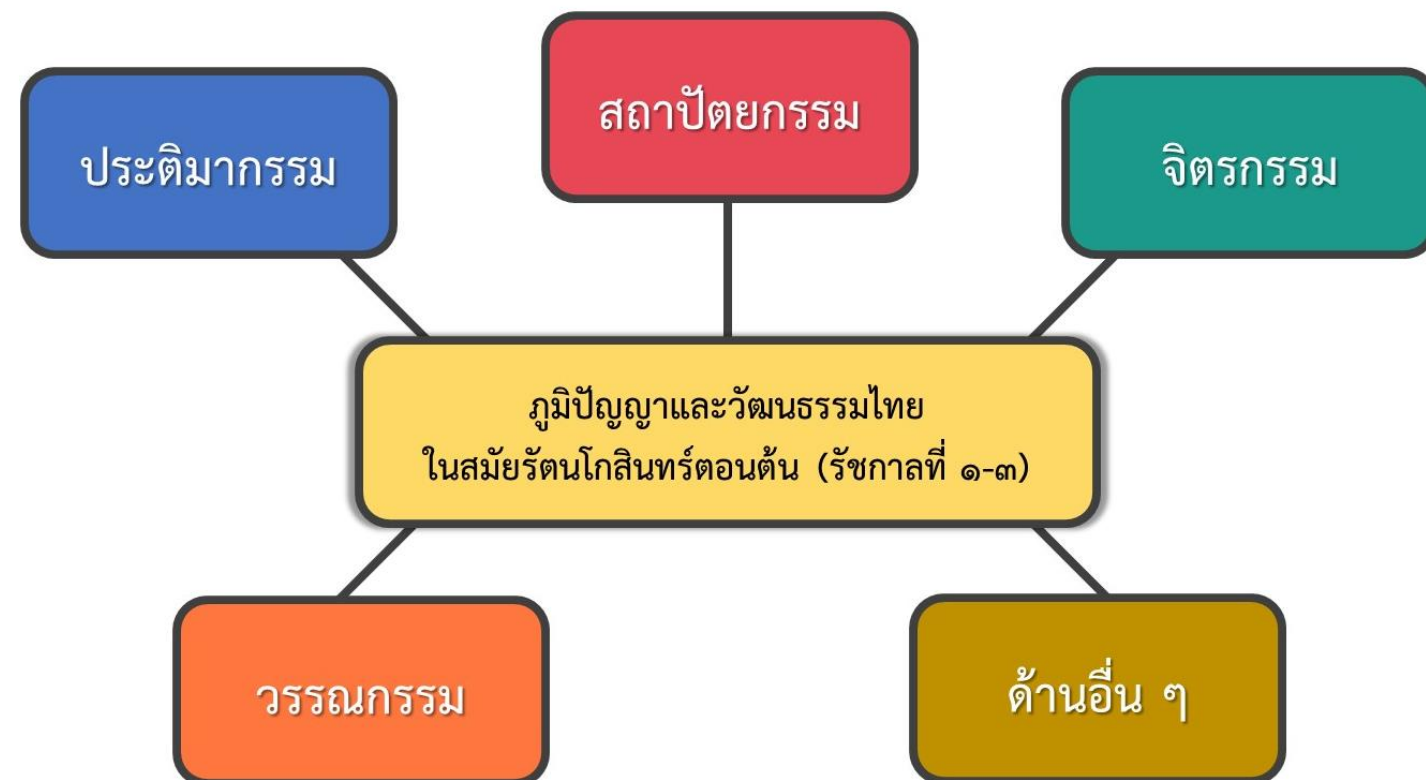 สถาปัตยกรรม
ประติมากรรม
จิตรกรรม
ภูมิปัญญาและวัฒนธรรมไทย
ในสมัยรัตนโกสินทร์ตอนต้น (รัชกาลที่ ๑-๓)
วรรณกรรม
ด้านอื่น ๆ